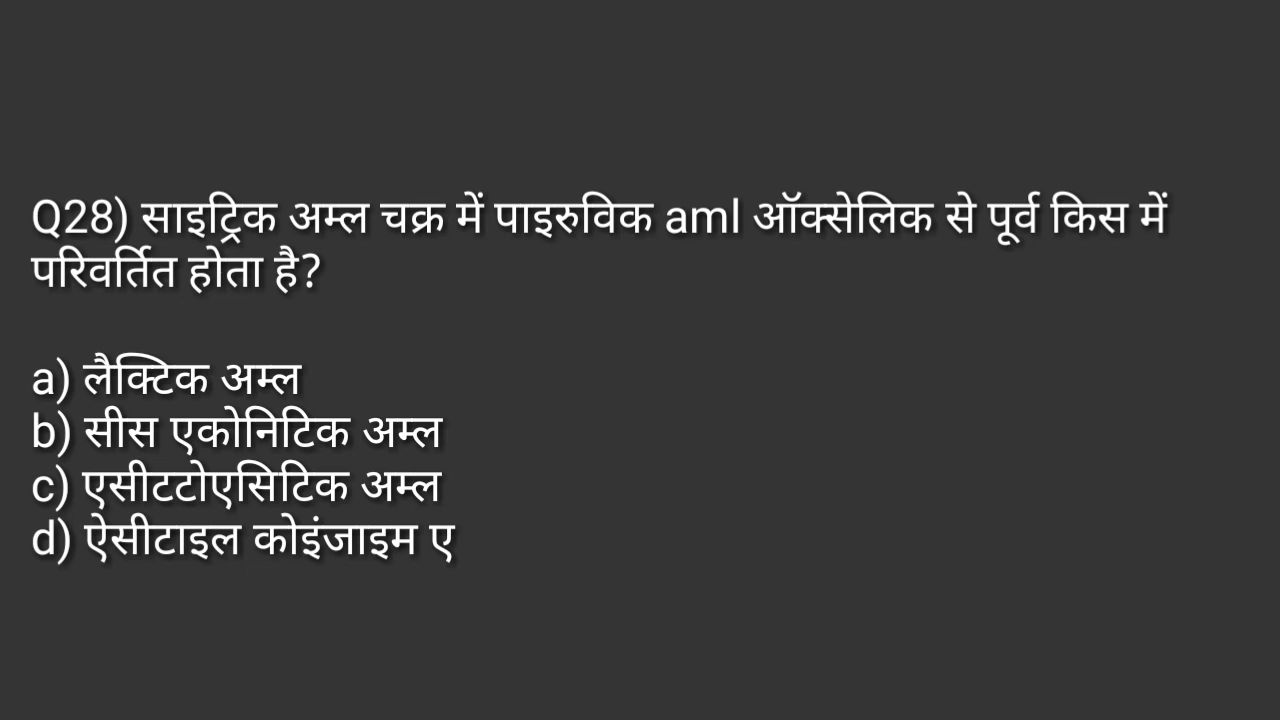 Q28) साइट्रिक अम्ल चक्र में पाइरुविक aml ऑक्सेलिक से पूर्व किस में
परिवर्तित होता है?
a) लैक्टिक अम्ल
b) सीस एकोनिटिक अम्ल
c) एसीटटोएसिटिक अम्ल
d) ऐसीटाइल कोइंजाइम ए